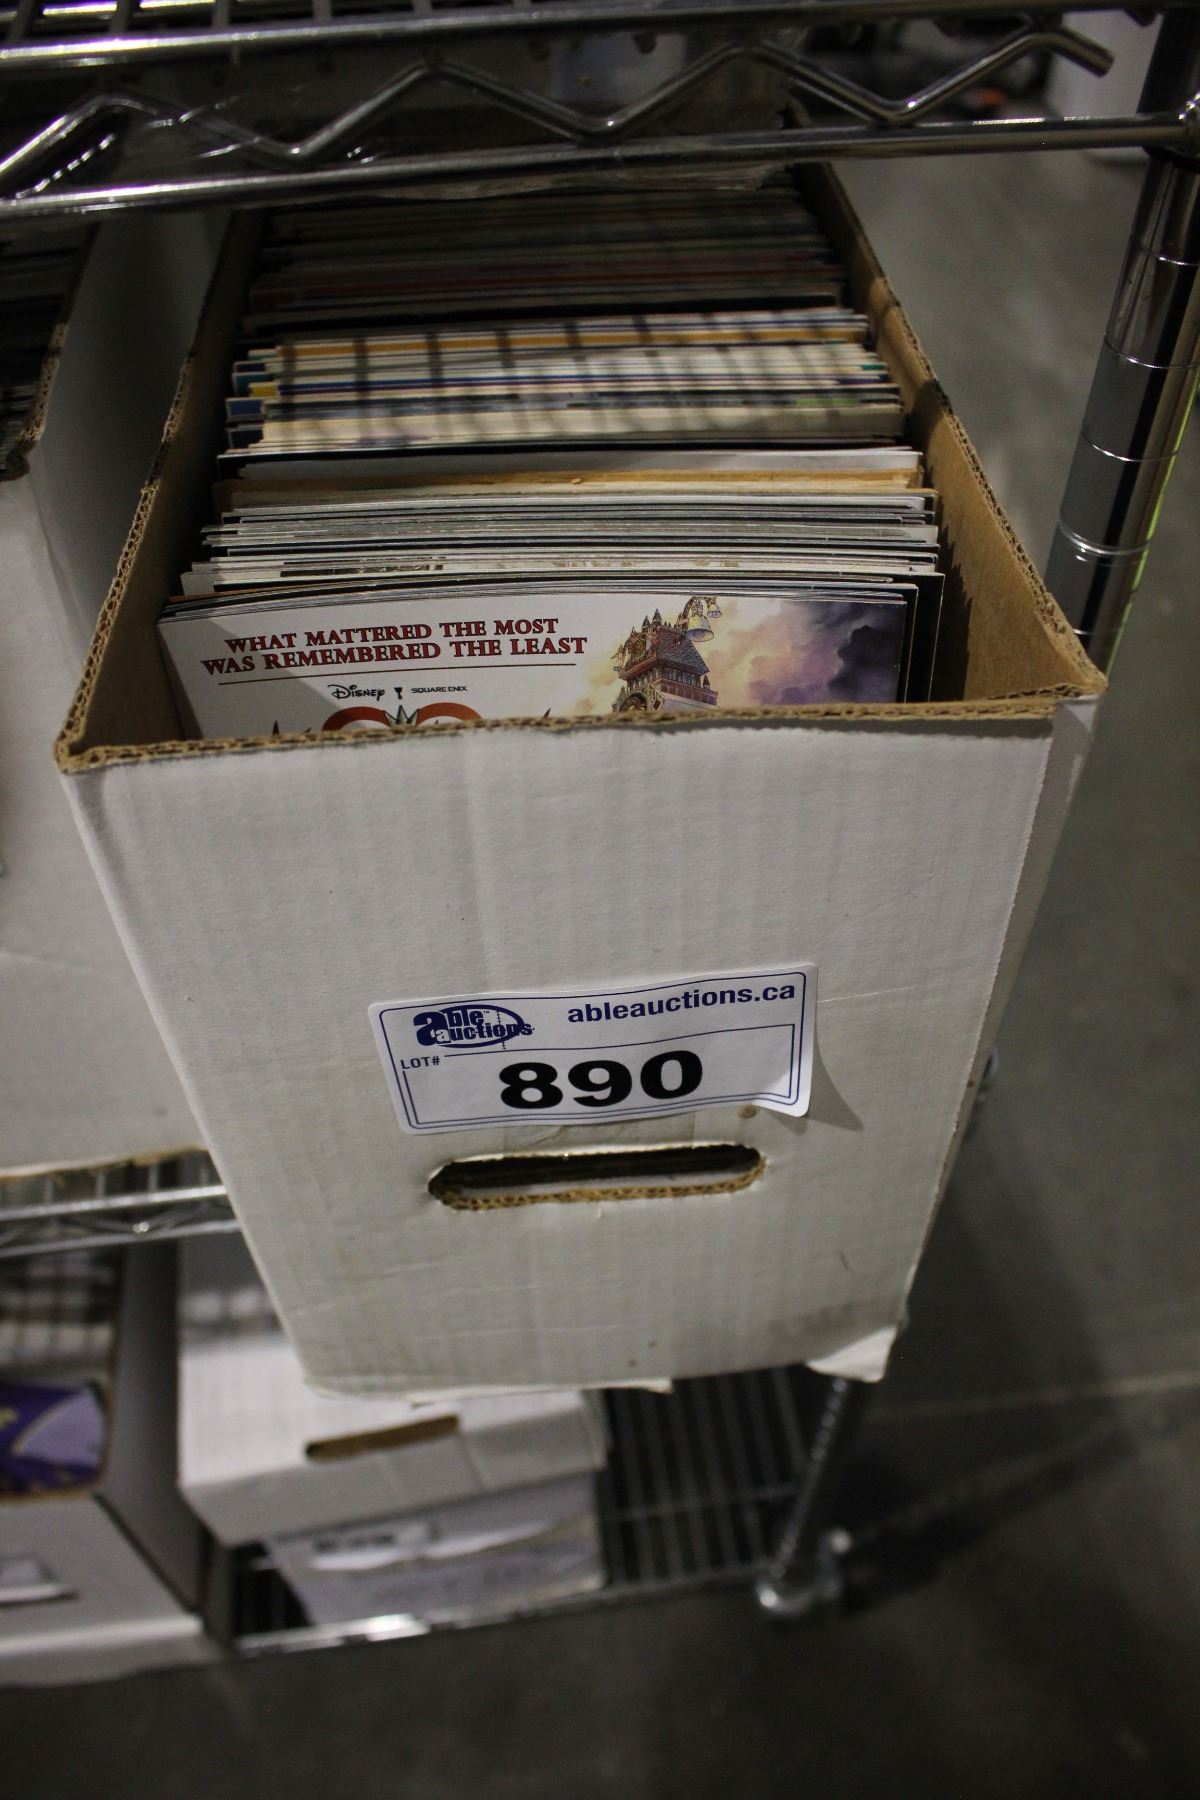 WHAT MATTERED THE MOST
WAS REMEMBERED THE LEAST
Disney
SQUARE ENIX
able auctions
ableauctions.ca
LOT#
890